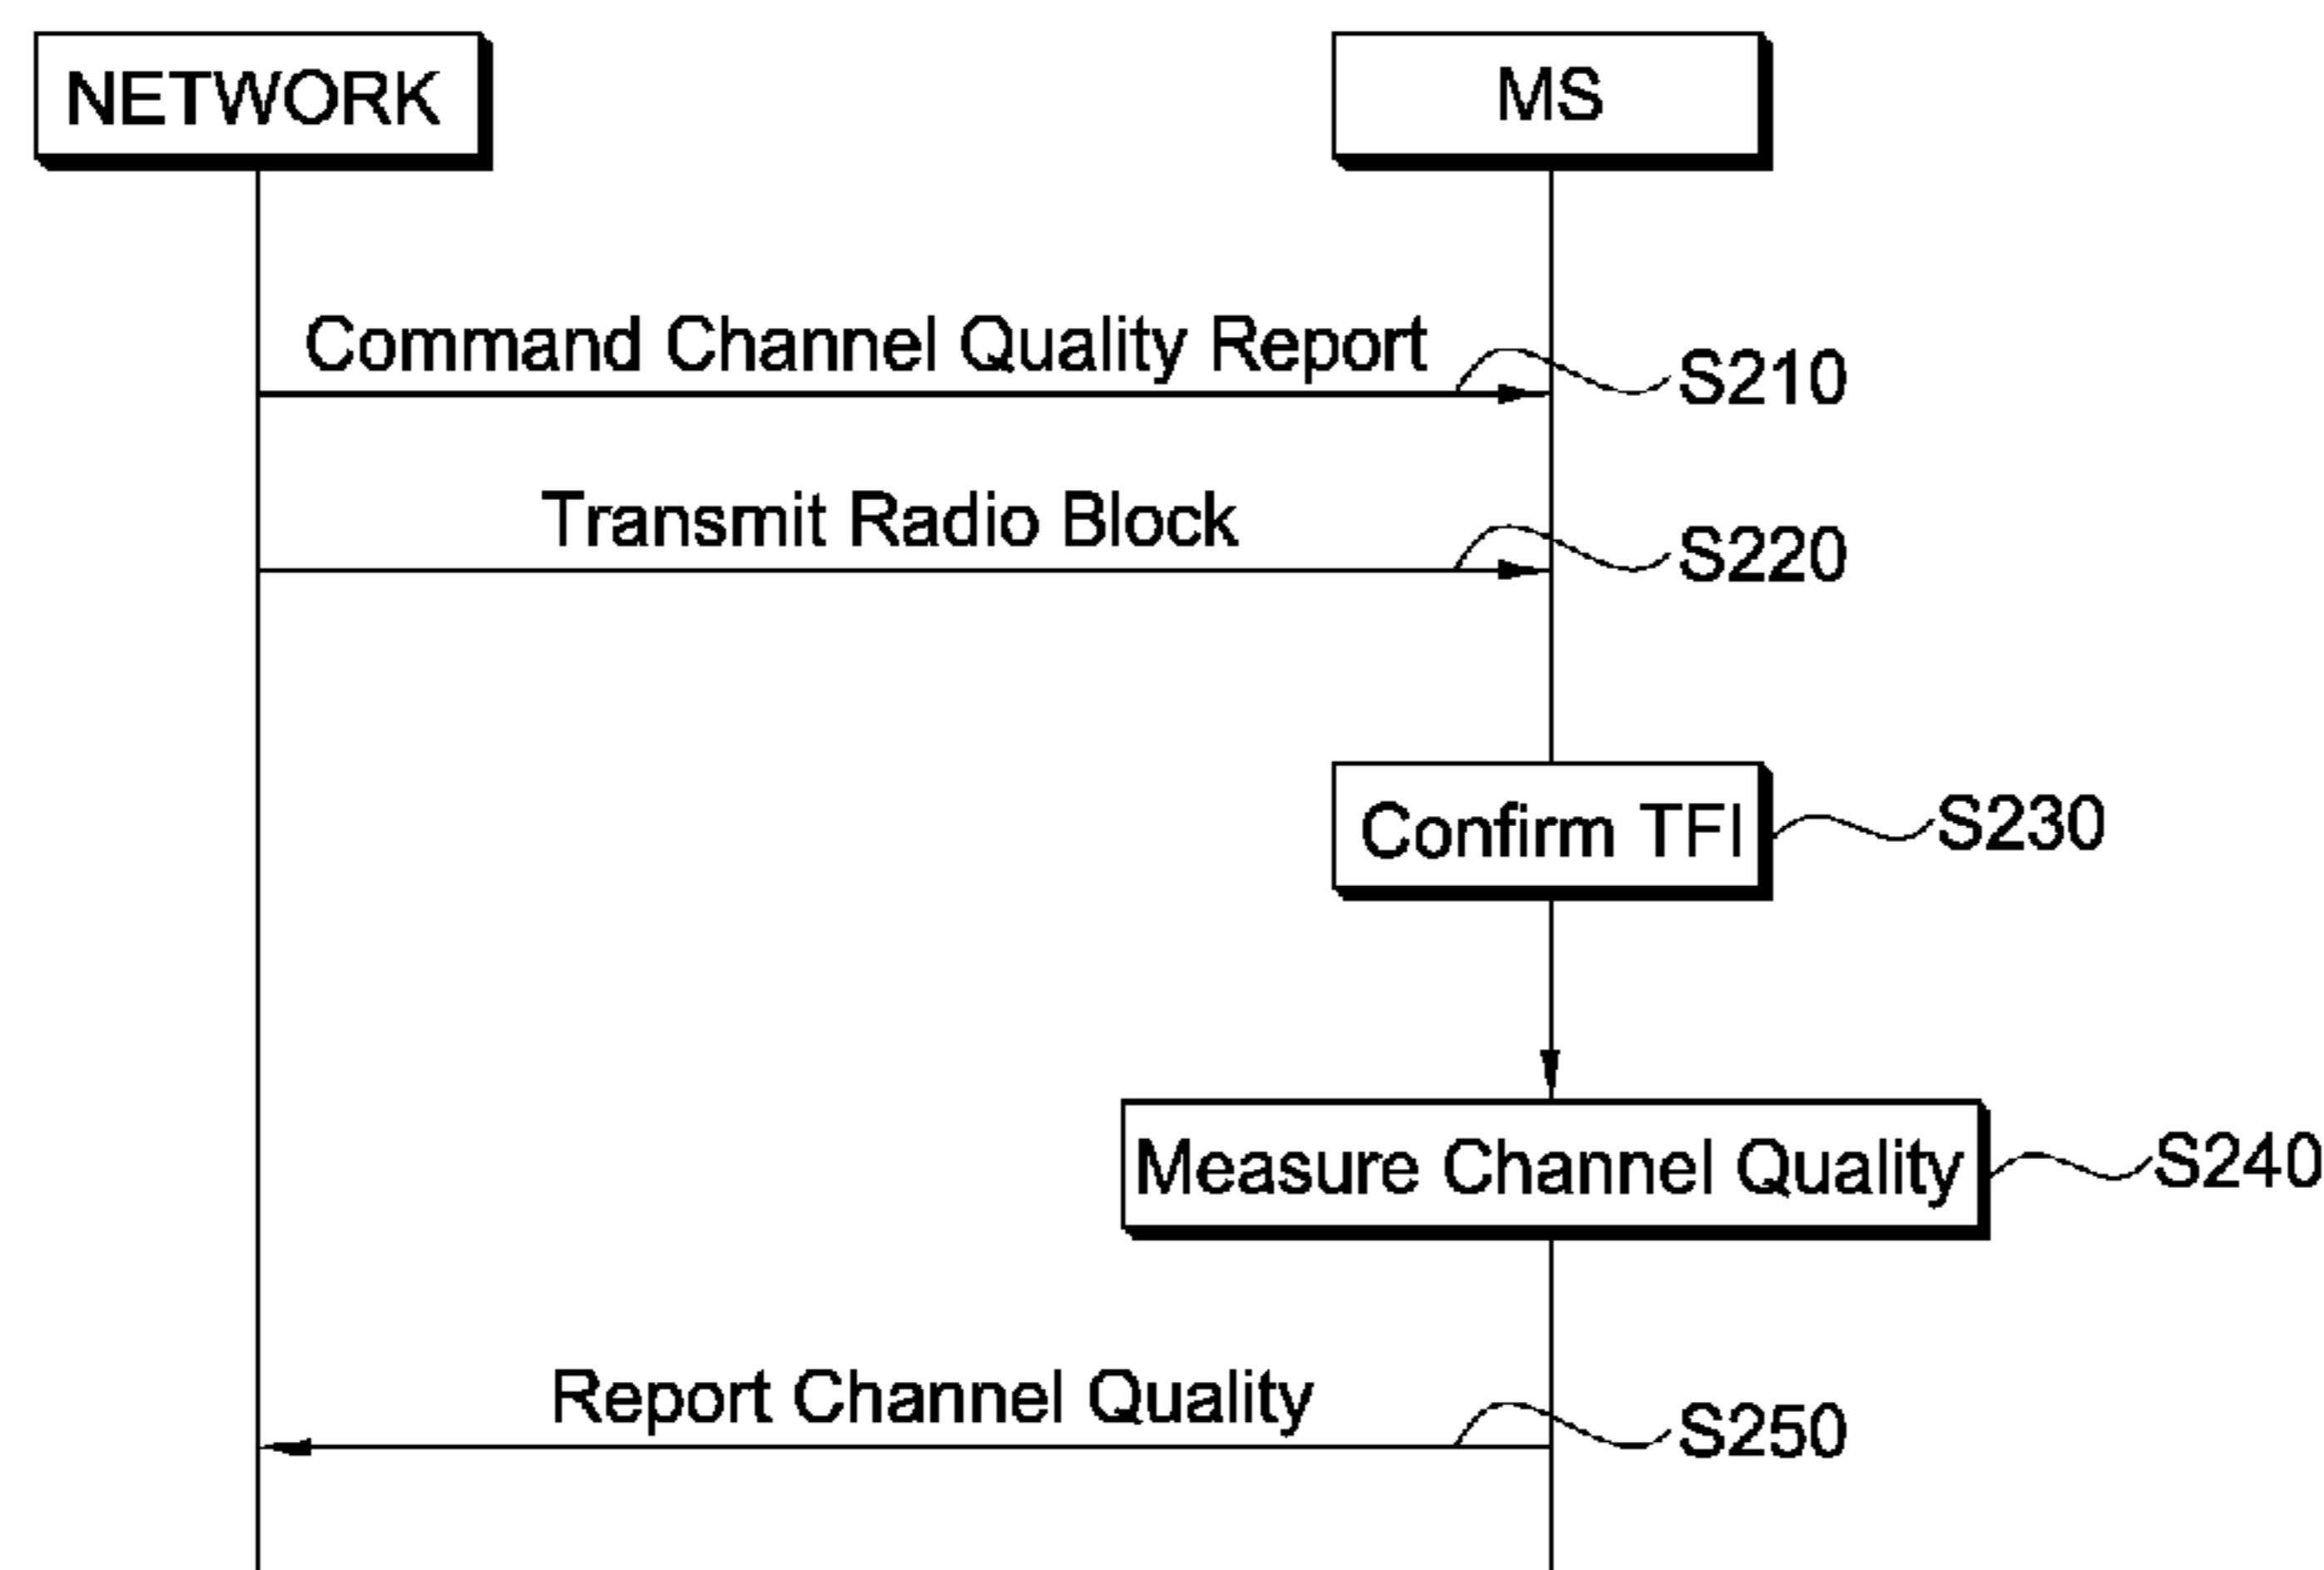 NETWORK
MS
Command Channel Quality Report
S210
Transmit Radio Block
S220
Confirm TFI
S230
Measure Channel Quality
S240
Report Channel Quality
S250